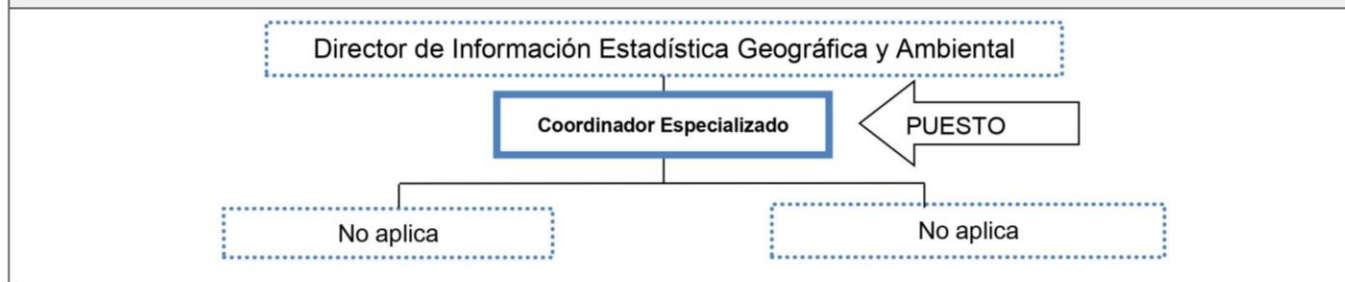 Director de Información Estadística Geográfica y Ambiental
Coordinador Especializado
PUESTO
No aplica
No aplica